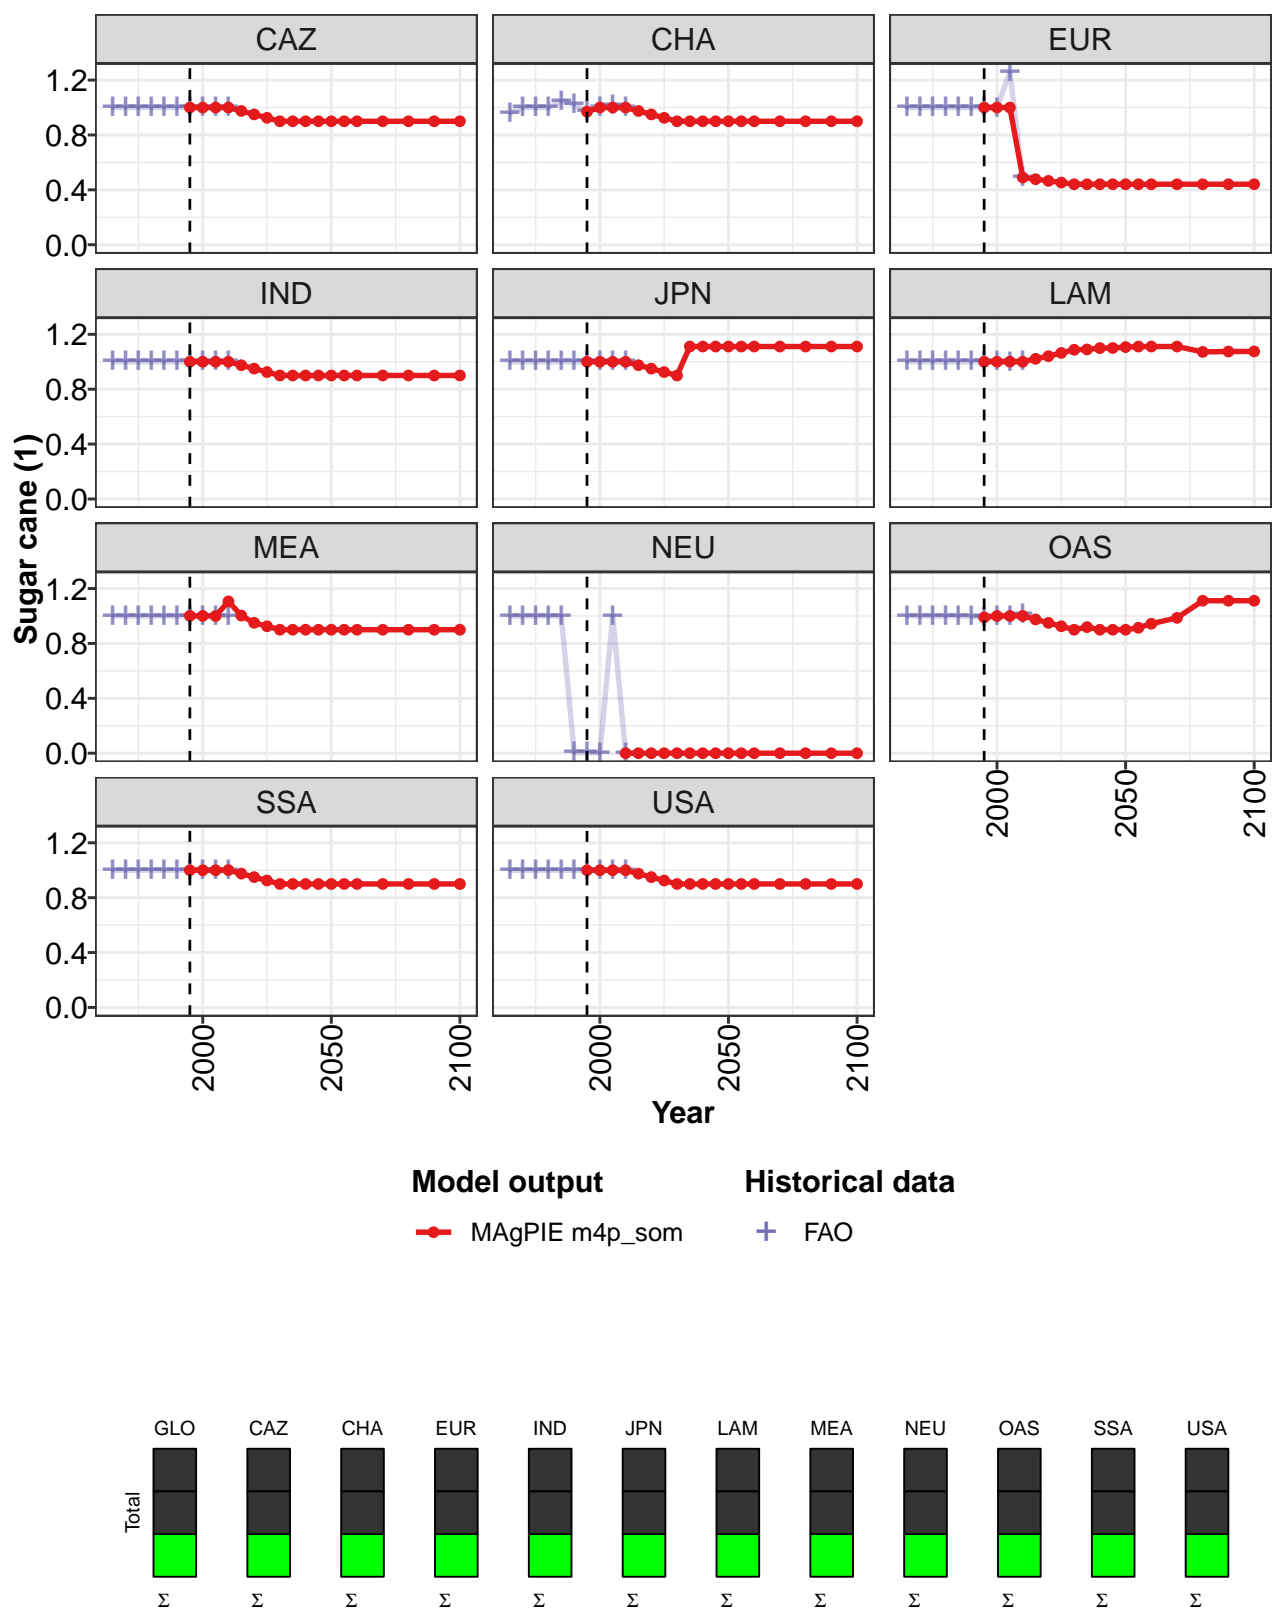 CAZ CHA EUR
1.2
0.8
0.4
0.0
IND JPN LAM
1.2
0.8
0.4
0.0
MEA NEU OAS
1.2
0.8
0.4
0.0
2000 2050 2100
SSA USA
1.2
0.8
0.4
0.0
2000 2050 2100 2000 2050 2100
Sugar cane (1)
Year
Model output Historical data
MAgPIE m4p_som FAO
GLO CAZ CHA EUR IND JPN LAM MEA NEU OAS SSA USA
Total
Σ Σ Σ Σ Σ Σ Σ Σ Σ Σ Σ Σ